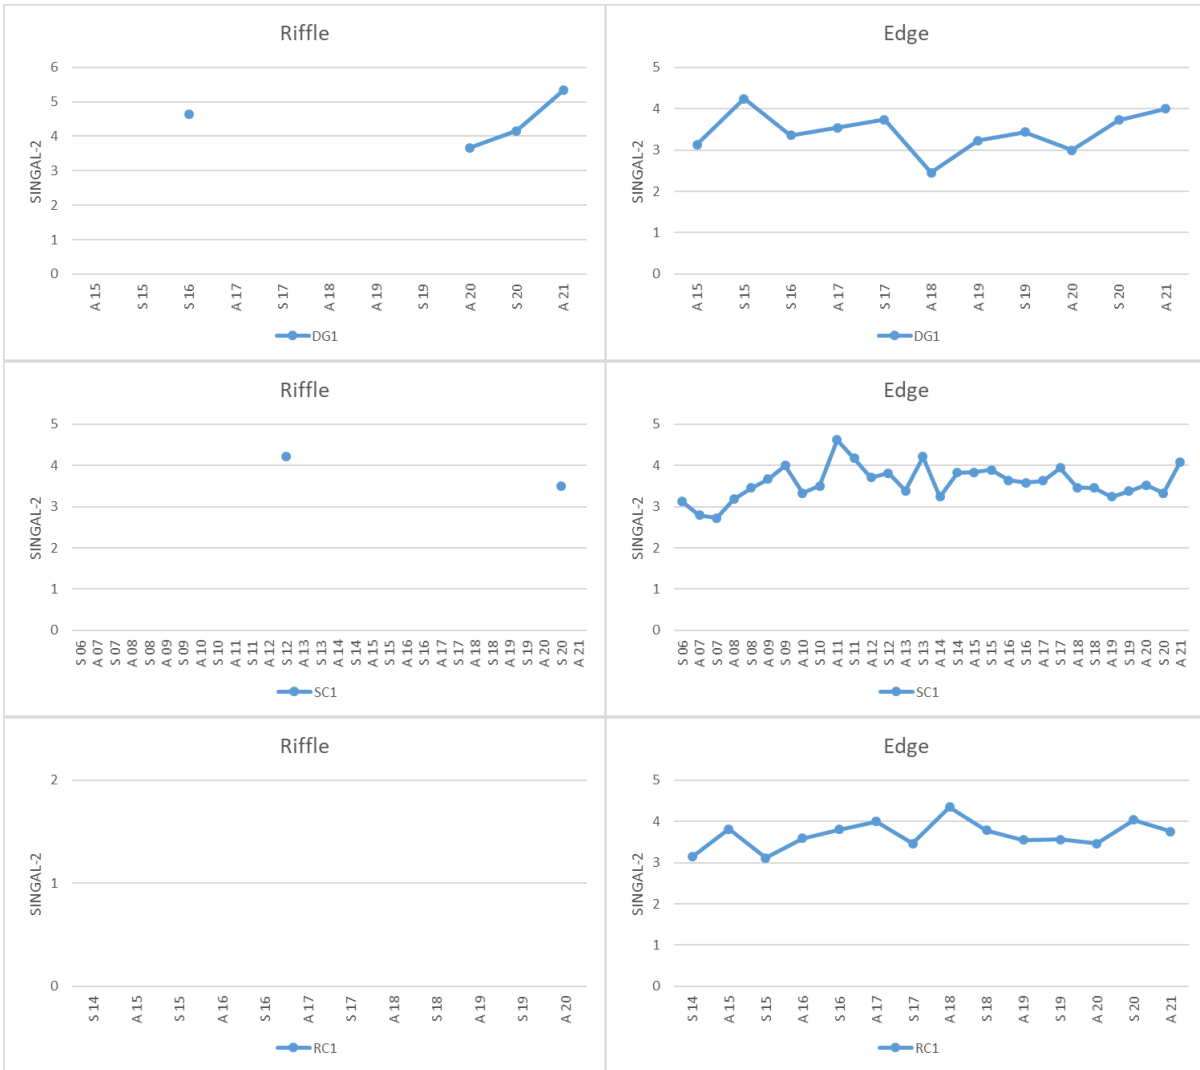 Riffle
SINGAL-2
6
5
4
3
2
1
0
A 15
S 15
S 16
A 17
S 17
A 18
A 19
S 19
A 20
S 20
A 21
DG1
Edge
SINGAL-2
5
4
3
2
1
0
A 15
S 15
S 16
A 17
S 17
A 18
A 19
S 19
A 20
S 20
A 21
DG1
Riffle
SINGAL-2
5
4
3
2
1
0
S 06
A 07
S 07
A 08
S 08
A 09
S 09
A 10
S 10
A 11
S 11
A 12
S 12
A 13
S 13
A 14
S 14
A 15
S 15
A 16
S 16
A 17
S 17
A 18
S 18
A 19
S 19
A 20
S 20
A 21
SC1
Edge
SINGAL-2
5
4
3
2
1
0
S 06
A 07
S 07
A 08
S 08
A 09
S 09
A 10
S 10
A 11
S 11
A 12
S 12
A 13
S 13
A 14
S 14
A 15
S 15
A 16
S 16
A 17
S 17
A 18
S 18
A 19
S 19
A 20
S 20
A 21
SC1
Riffle
SINGAL-2
2
1
0
S 14
A 15
S 15
A 16
S 16
A 17
S 17
A 18
S 18
A 19
S 19
A 20
RC1
Edge
SINGAL-2
5
4
3
2
1
0
S 14
A 15
S 15
A 16
S 16
A 17
S 17
A 18
S 18
A 19
S 19
A 20
S 20
A 21
RC1